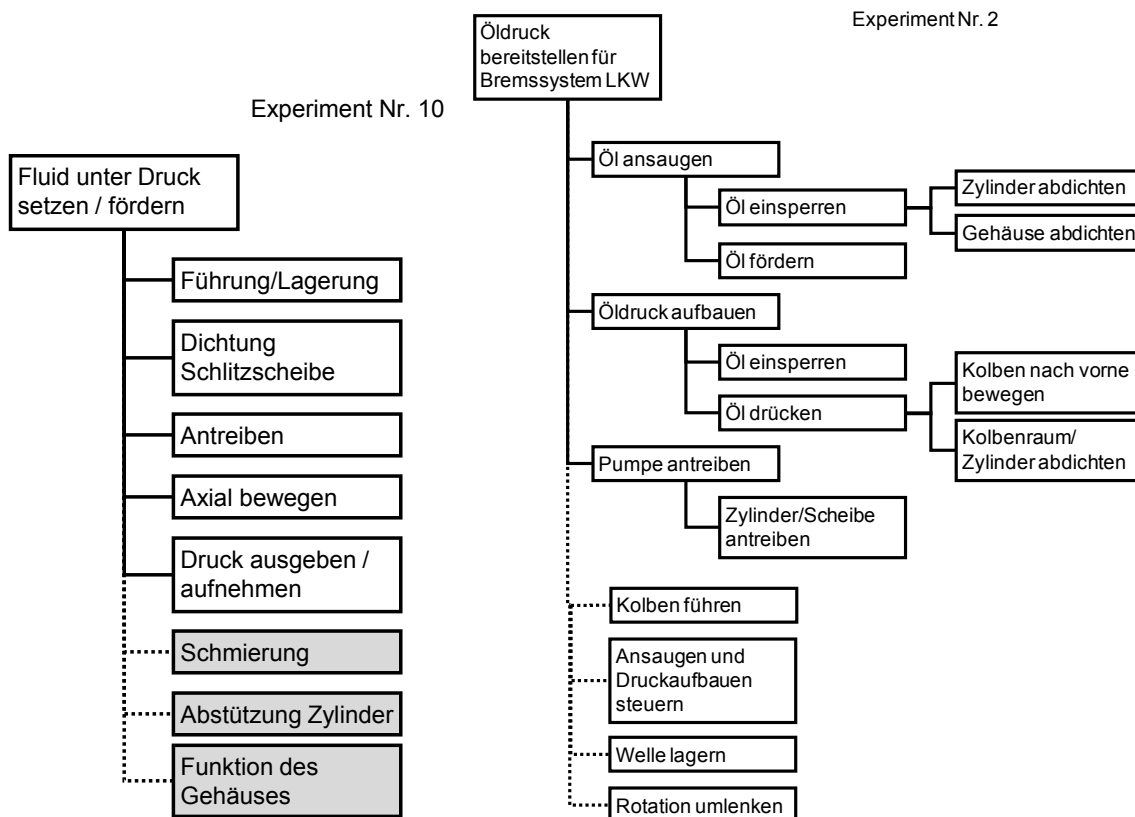 Experiment Nr. 10
Fluid unter Druck
setzen / fördern
Führung/Lagerung
Dichtung
Schlitzscheibe
Antreiben
Axial bewegen
Druck ausgeben /
aufnehmen
Schmierung
Abstützung Zylinder
Funktion des
Gehäuses
Experiment Nr. 2
Öldruck
bereitstellen für
Bremssystem LKW
Öl ansaugen
Öl einsperren
Zylinder abdichten
Gehäuse abdichten
Öl fördern
Öldruck aufbauen
Öl einsperren
Öl drücken
Kolben nach vorne
bewegen
Kolbenraum/
Zylinder abdichten
Pumpe antreiben
Zylinder/Scheibe
antreiben
Kolben führen
Ansaugen und
Druckaufbauen
steuern
Welle lagern
Rotation umlenken